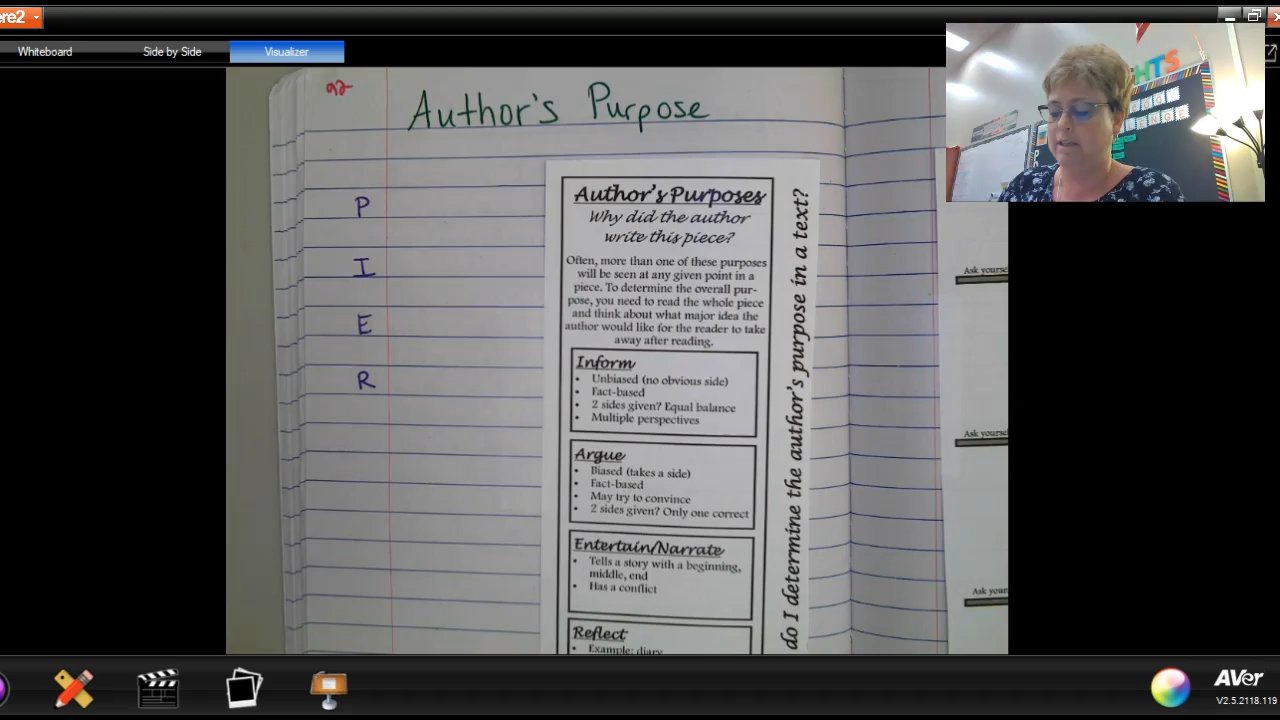 ere2
Whiteboard
Side by Side
Visualizer
HTS
92
Author's Purpose
P
I
E
R
Author's Purposes
Why did the author
write this piece?
Often, more than one of these purposes
will be seen at any given point in a
piece. To determine the overall pur-
pose, you need to read the whole piece
and think about what major idea the
author would like for the reader to take
away after reading.
Inform
• Unbiased (no obvious side)
• Fact-based
• 2 sides given? Equal balance
• Multiple perspectives
Argue
• Biased (takes a side)
• Fact-based
• May try to convince
• 2 sides given? Only one correct
Entertain/Narrate
• Tells a story with a beginning,
middle, end
• Has a conflict
Reflect
• Example: diary
do I determine the author's purpose in a text?
Ask yoursel
Ask yoursel
Ask yours
AVer
V2.5.2118.119